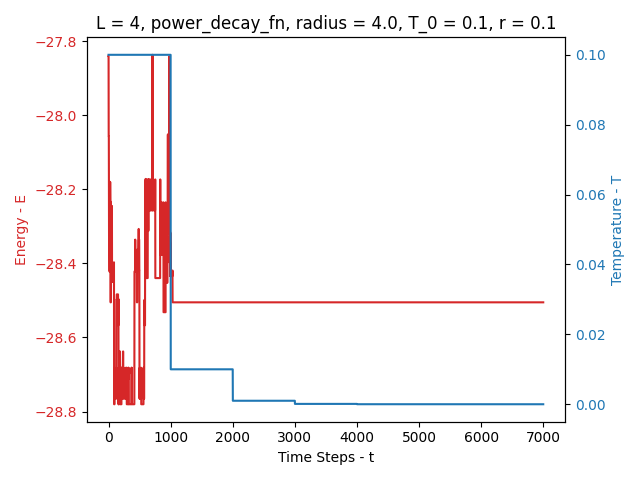 L = 4, power_decay_fn, radius = 4.0, T_0 = 0.1, r = 0.1
−27.8
−28.0
−28.2
−28.4
−28.6
−28.8
Energy - E
0.10
0.08
0.06
0.04
0.02
0.00
Temperature - T
0 1000 2000 3000 4000 5000 6000 7000
Time Steps - t